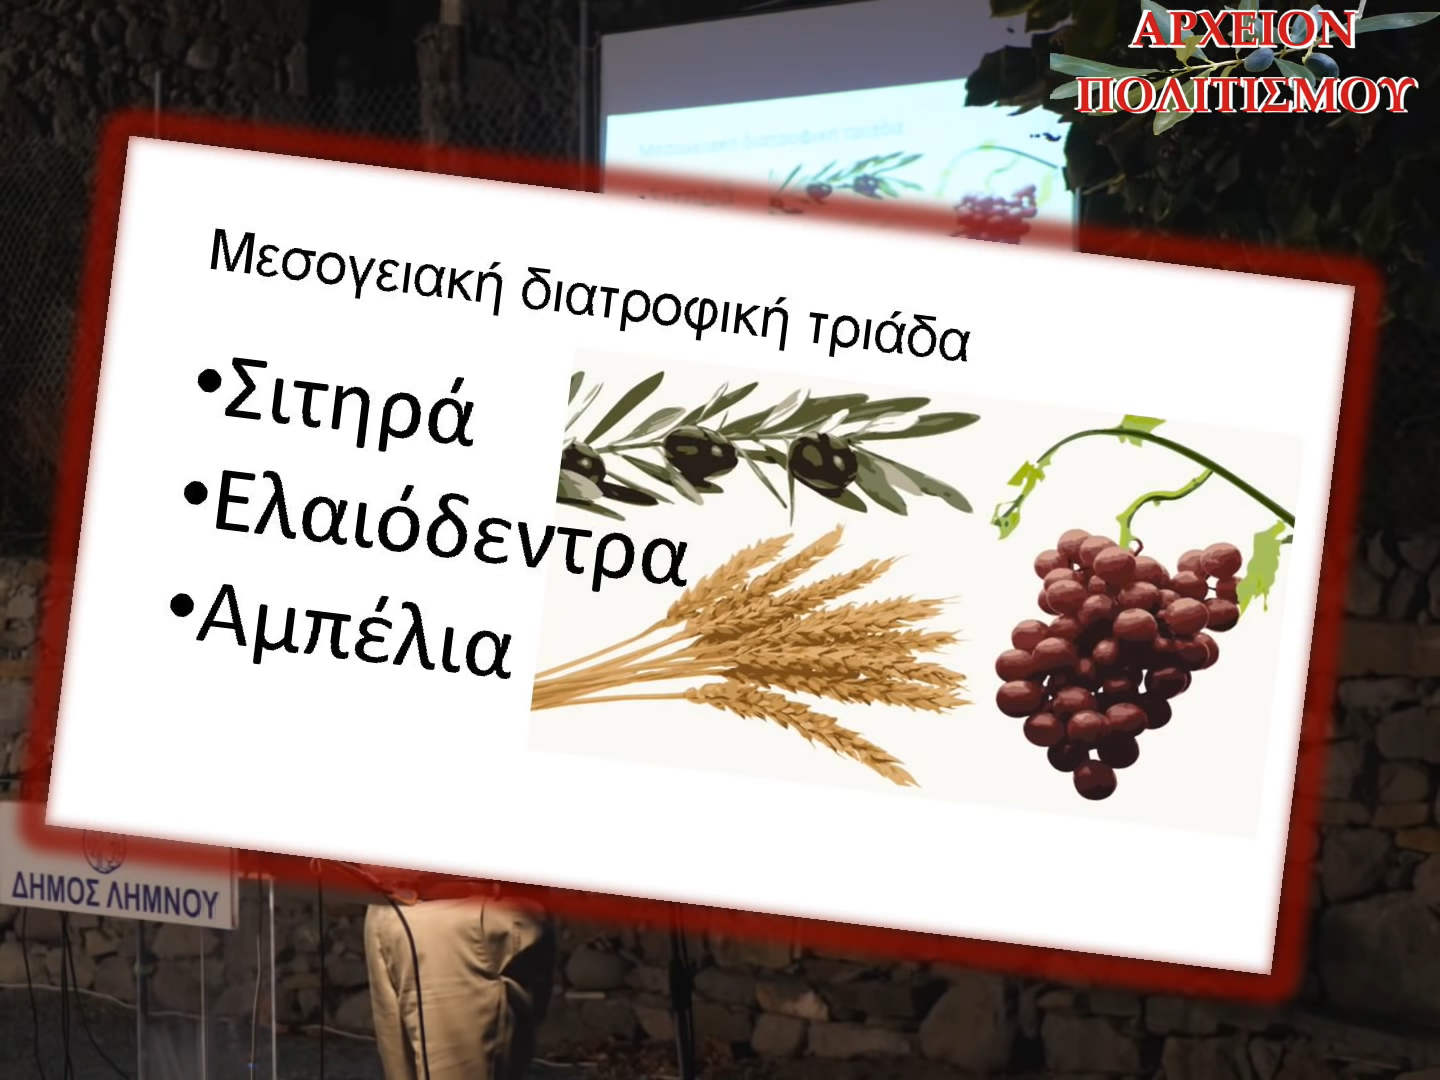 ΑΡΧΕΙΟΝ
ΠΟΛΙΤΙΣΜΟΥ
Μεσογειακή διατροφική τριάδα
•Σιτηρά
•Ελαιόδεντρα
•Αμπέλια
ΔΗΜΟΣ ΛΗΜΝΟΥ